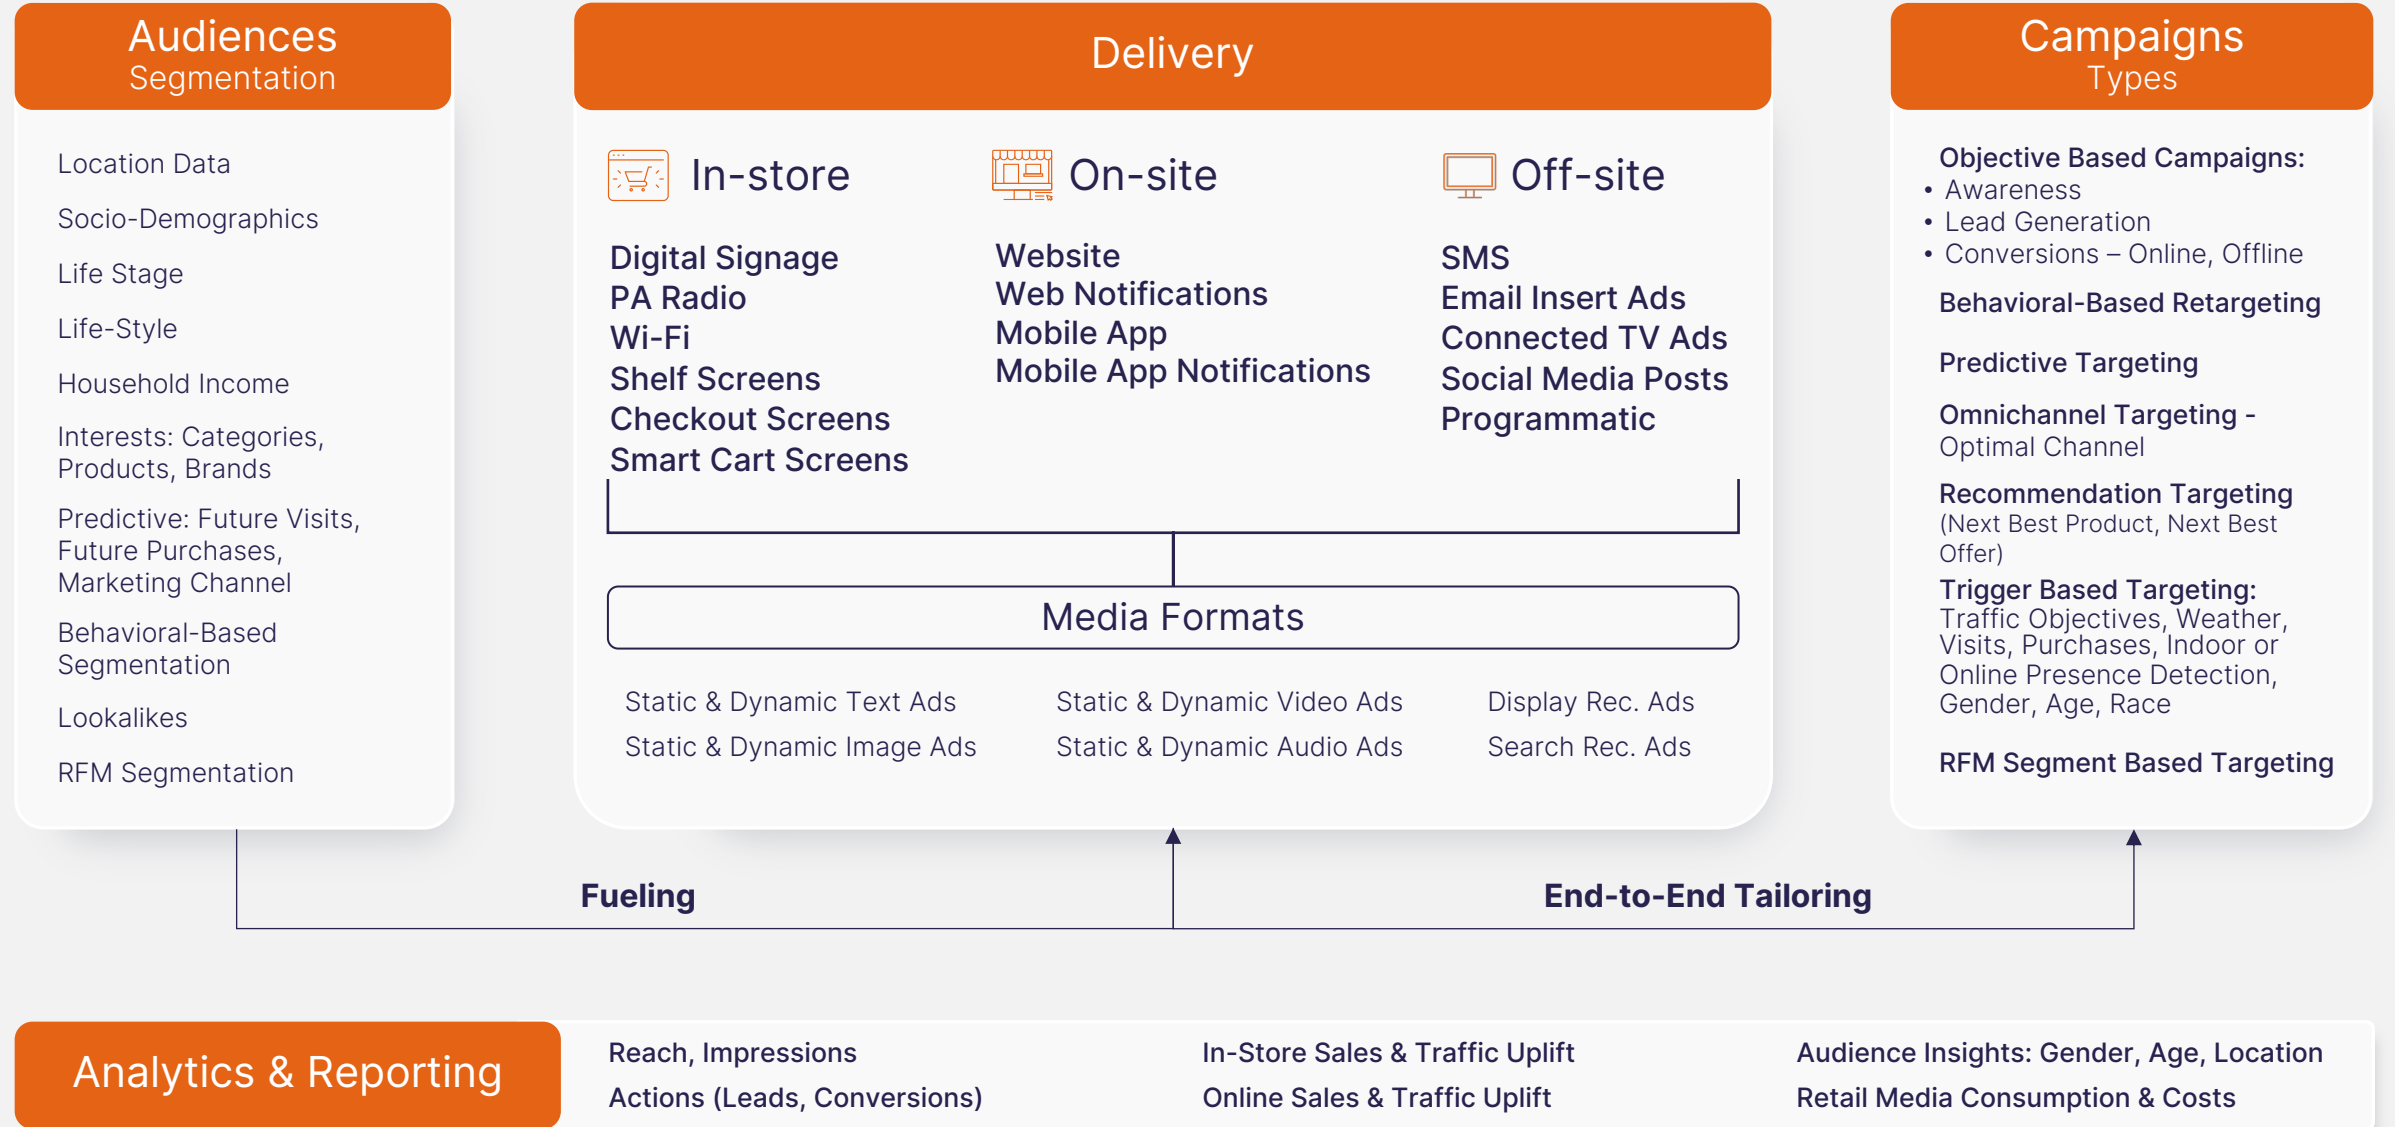 Audiences
Segmentation
Location Data
Socio-Demographics
Life Stage
Life-Style
Household Income
Interests: Categories,
Products, Brands
Predictive: Future Visits,
Future Purchases,
Marketing Channel
Behavioral-Based
Segmentation
Lookalikes
RFM Segmentation
Delivery
In-store
Digital Signage
PA Radio
Wi-Fi
Shelf Screens
Checkout Screens
Smart Cart Screens
On-site
Website
Web Notifications
Mobile App
Mobile App Notifications
Off-site
SMS
Email Insert Ads
Connected TV Ads
Social Media Posts
Programmatic
Media Formats
Static & Dynamic Text Ads
Static & Dynamic Image Ads
Static & Dynamic Video Ads
Static & Dynamic Audio Ads
Display Rec. Ads
Search Rec. Ads
Campaigns
Types
Objective Based Campaigns:
• Awareness
• Lead Generation
• Conversions – Online, Offline
Behavioral-Based Retargeting
Predictive Targeting
Omnichannel Targeting -
Optimal Channel
Recommendation Targeting
(Next Best Product, Next Best
Offer)
Trigger Based Targeting:
Traffic Objectives, Weather,
Visits, Purchases, Indoor or
Online Presence Detection,
Gender, Age, Race
RFM Segment Based Targeting
Fueling
End-to-End Tailoring
Analytics & Reporting
Reach, Impressions
Actions (Leads, Conversions)
In-Store Sales & Traffic Uplift
Online Sales & Traffic Uplift
Audience Insights: Gender, Age, Location
Retail Media Consumption & Costs